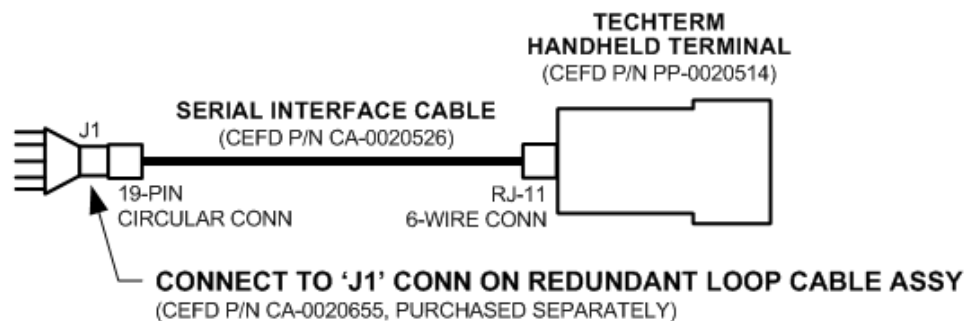 TECHTERM
HANDHELD TERMINAL
(CEFD P/N PP-0020514)
SERIAL INTERFACE CABLE
(CEFD P/N CA-0020526)
J1
19-PIN
CIRCULAR CONN
RJ-11
6-WIRE CONN
CONNECT TO ‘J1’ CONN ON REDUNDANT LOOP CABLE ASSY
(CEFD P/N CA-0020655, PURCHASED SEPARATELY)